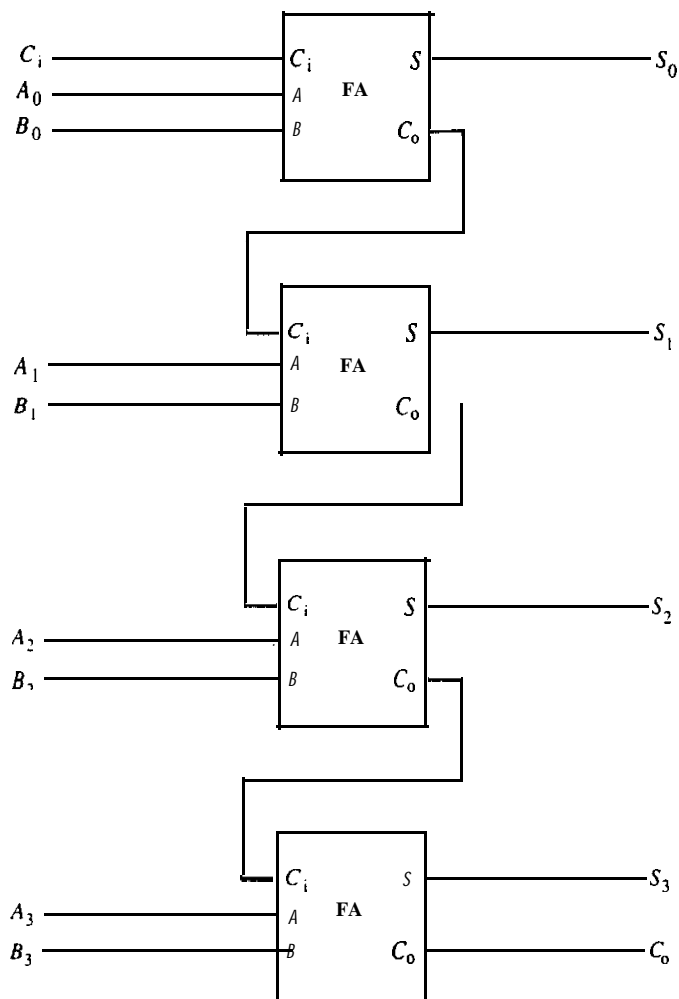 C_i C_i S S_0
A_0 A FA
B_0 B C_o
C_i S S_1
A_1 A FA
B_1 B C_o
C_i S S_2
A_2 A FA
B B C_o
C_i S S_3
A_3 A FA
B_3 B C_o C_o